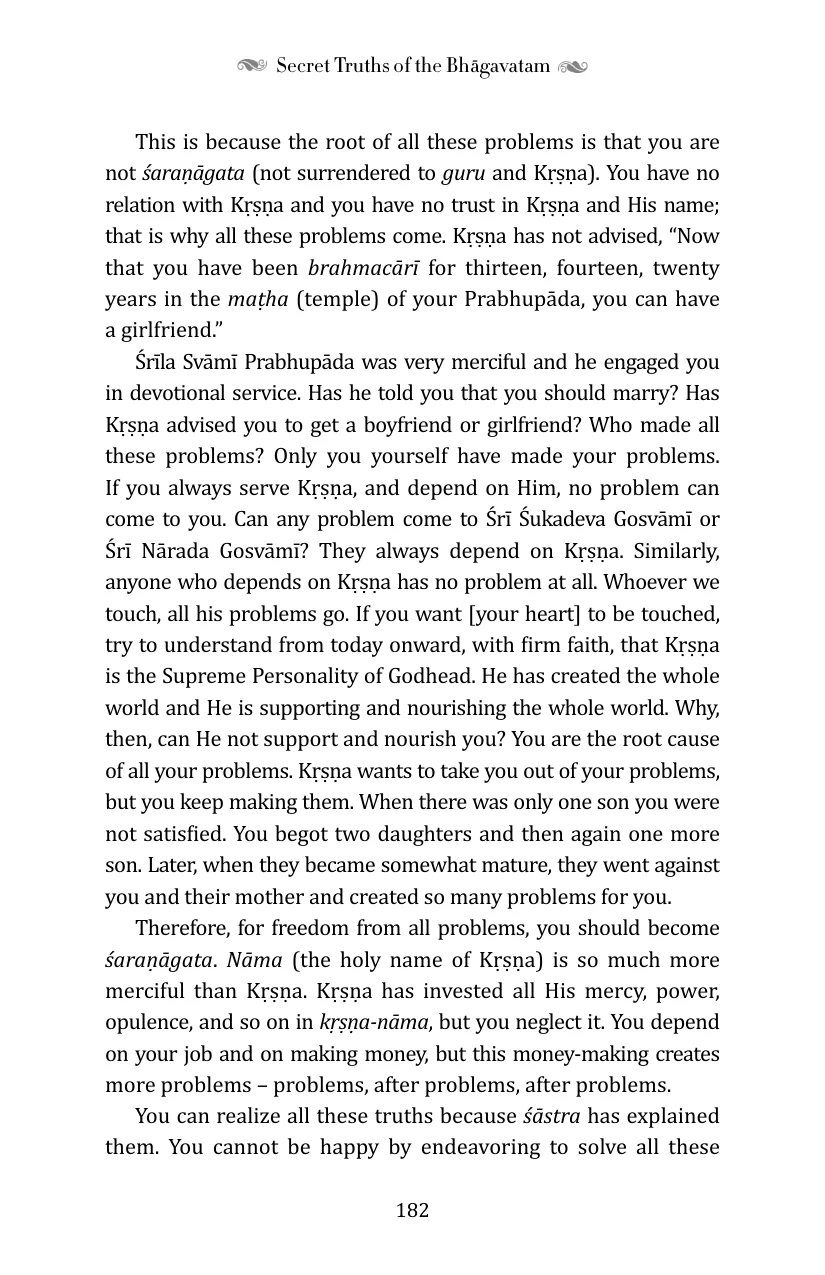 Secret Truths of the Bhāgavatam
This is because the root of all these problems is that you are
not śaraṇāgata (not surrendered to guru and Kṛṣṇa). You have no
relation with Kṛṣṇa and you have no trust in Kṛṣṇa and His name;
that is why all these problems come. Kṛṣṇa has not advised, “Now
that you have been brahmacārī for thirteen, fourteen, twenty
years in the maṭha (temple) of your Prabhupāda, you can have
a girlfriend.”
Śrīla Svāmī Prabhupāda was very merciful and he engaged you
in devotional service. Has he told you that you should marry? Has
Kṛṣṇa advised you to get a boyfriend or girlfriend? Who made all
these problems? Only you yourself have made your problems.
If you always serve Kṛṣṇa, and depend on Him, no problem can
come to you. Can any problem come to Śrī Śukadeva Gosvāmī or
Śrī Nārada Gosvāmī? They always depend on Kṛṣṇa. Similarly,
anyone who depends on Kṛṣṇa has no problem at all. Whoever we
touch, all his problems go. If you want [your heart] to be touched,
try to understand from today onward, with firm faith, that Kṛṣṇa
is the Supreme Personality of Godhead. He has created the whole
world and He is supporting and nourishing the whole world. Why,
then, can He not support and nourish you? You are the root cause
of all your problems. Kṛṣṇa wants to take you out of your problems,
but you keep making them. When there was only one son you were
not satisfied. You begot two daughters and then again one more
son. Later, when they became somewhat mature, they went against
you and their mother and created so many problems for you.
Therefore, for freedom from all problems, you should become
śaraṇāgata. Nāma (the holy name of Kṛṣṇa) is so much more
merciful than Kṛṣṇa. Kṛṣṇa has invested all His mercy, power,
opulence, and so on in kṛṣṇa-nāma, but you neglect it. You depend
on your job and on making money, but this money-making creates
more problems – problems, after problems, after problems.
You can realize all these truths because śāstra has explained
them. You cannot be happy by endeavoring to solve all these
182